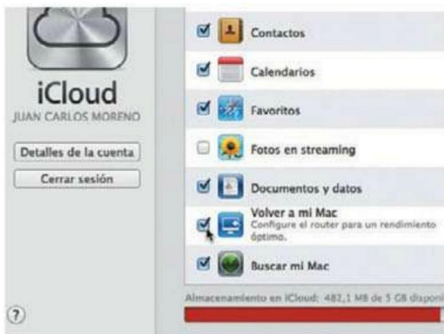 iCloud
JUAN CARLOS MORENO
Detalles de la cuenta
Cerrar sesión
?
Contactos
Calendarios
Favoritos
Fotos en streaming
Documentos y datos
Volver a mi Mac
Configure el router para un rendimiento
óptimo.
Buscar mi Mac
Almacenamiento en iCloud: 482,1 MB de 5 GB